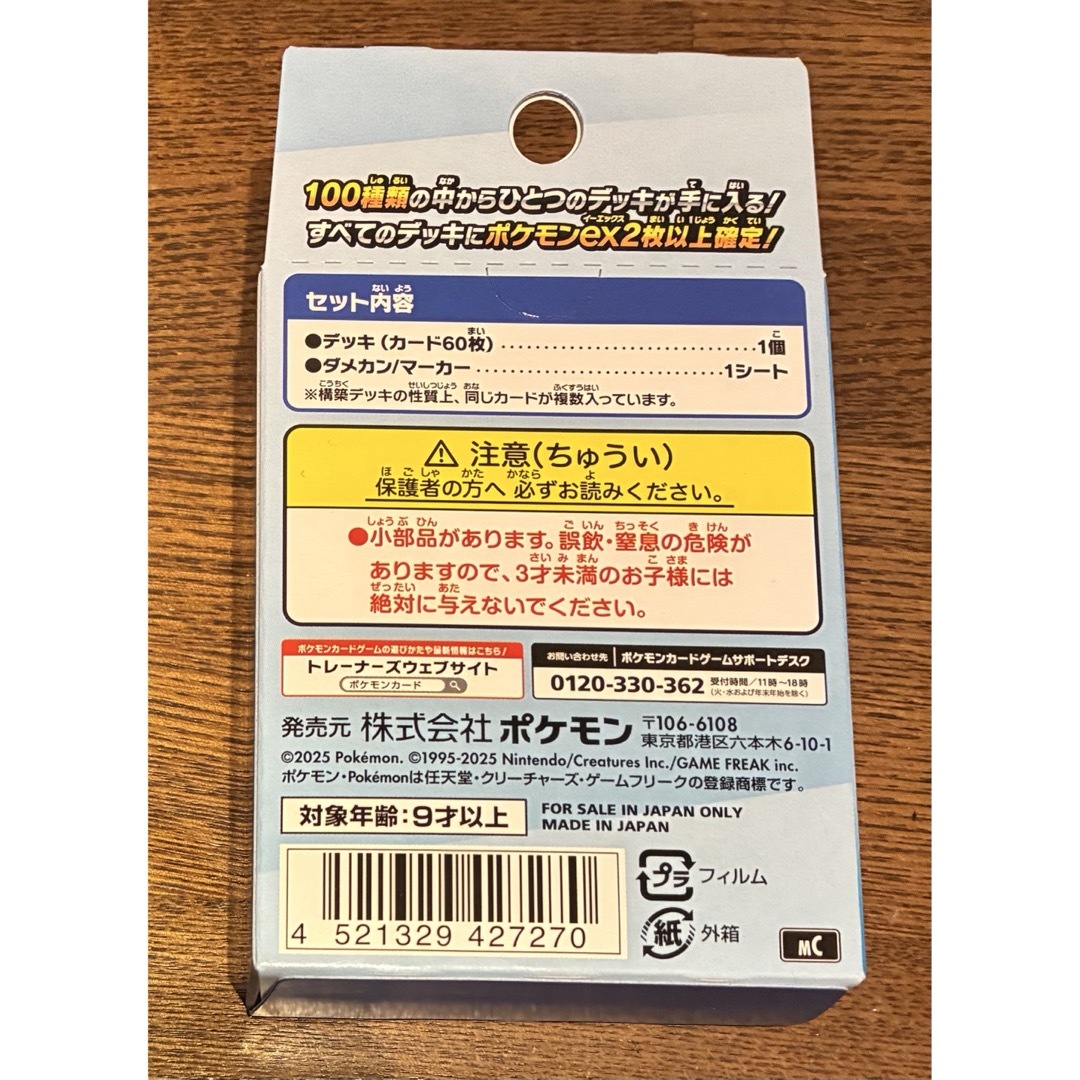 100種類の中からひとつのデッキが手に入る!
すべてのデッキにポケモンex2枚以上確定!
セット内容
●デッキ(カード60枚)..............................1個
●ダメカン/マーカー..............................1シート
※構築デッキの性質上、同じカードが複数入っています。
⚠ 注意(ちゅうい)
保護者の方へ 必ずお読みください。
●小部品があります。誤飲・窒息の危険が
ありますので、3才未満のお子様には
絶対に与えないでください。
ポケモンカードゲームの遊びかたや最新情報はこちら!
トレーナーズウェブサイト
ポケモンカード
お問い合わせ先 ポケモンカードゲームサポートデスク
0120-330-362 受付時間/11時~18時
(火・水および年末年始を除く)
発売元 株式会社 ポケモン 〒106-6108
東京都港区六本木6-10-1
©2025 Pokémon. ©1995-2025 Nintendo/Creatures Inc./GAME FREAK inc.
ポケモン・Pokémonは任天堂・クリーチャーズ・ゲームフリークの登録商標です。
対象年齢:9才以上
FOR SALE IN JAPAN ONLY
MADE IN JAPAN
4 521329 427270
プラ フィルム
紙 外箱
MC